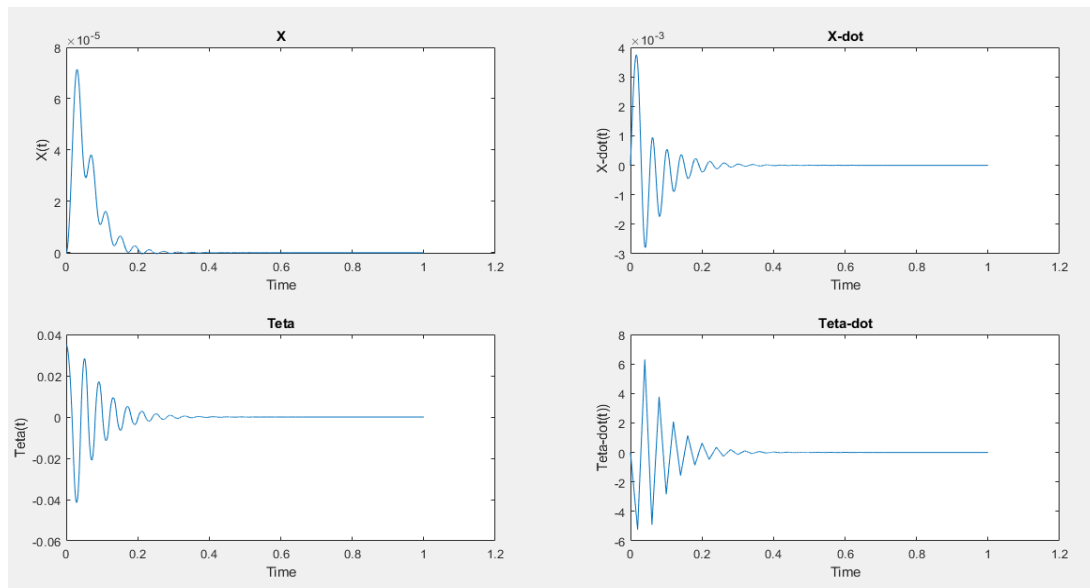 X
×10^-5
8
6
4
2
0
X(t)
0 0.2 0.4 0.6 0.8 1 1.2
Time
X-dot
×10^-3
4
3
2
1
0
-1
-2
-3
X-dot(t)
0 0.2 0.4 0.6 0.8 1 1.2
Time
Teta
0.04
0.02
0
-0.02
-0.04
-0.06
Teta(t)
0 0.2 0.4 0.6 0.8 1 1.2
Time
Teta-dot
8
6
4
2
0
-2
-4
-6
Teta-dot(t))
0 0.2 0.4 0.6 0.8 1 1.2
Time